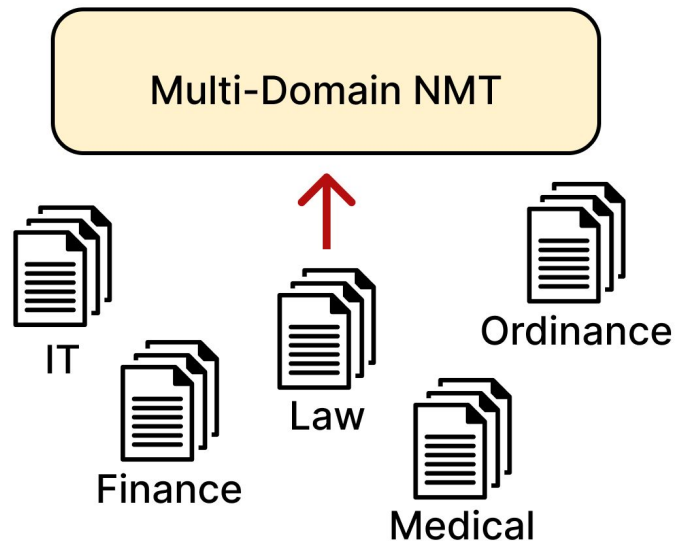 Multi-Domain NMT
Ordinance
IT
Law
Finance
Medical